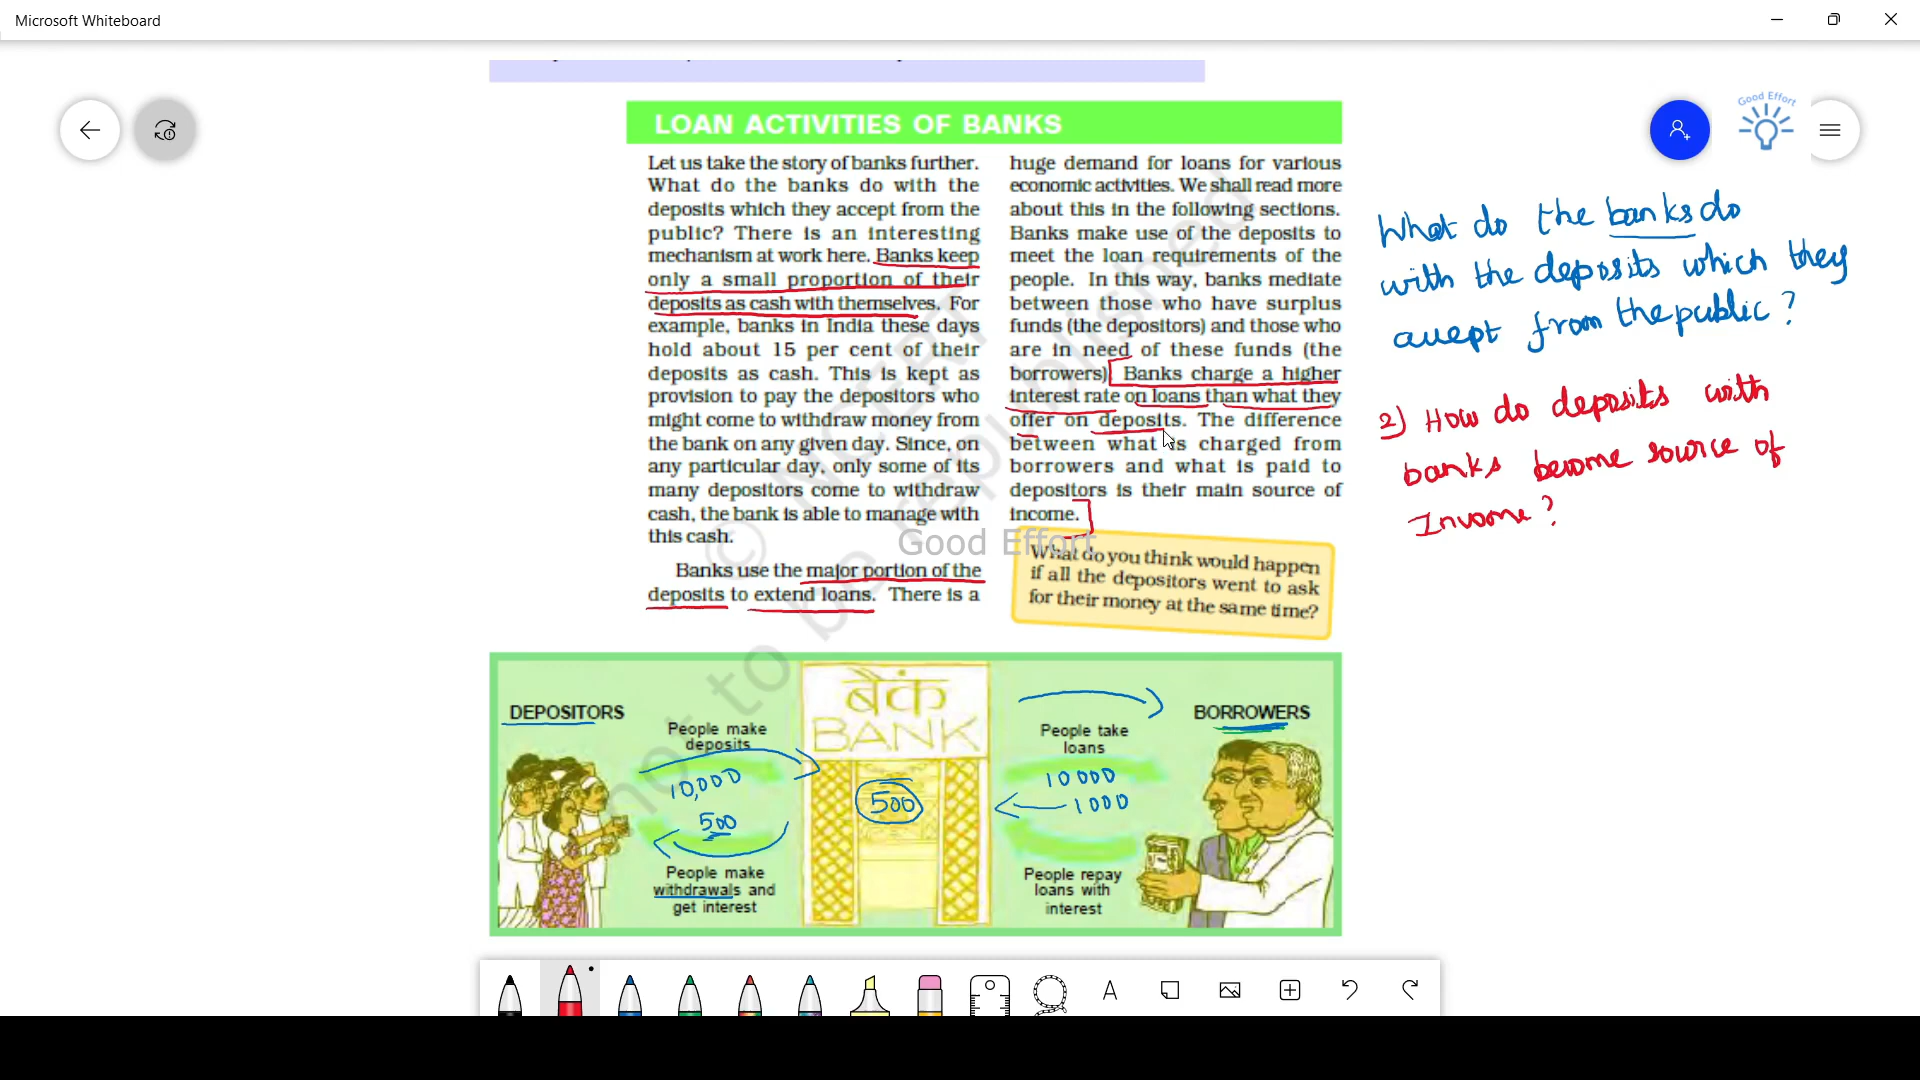 Microsoft Whiteboard
Good Effort
LOAN ACTIVITIES OF BANKS
Let us take the story of banks further.
What do the banks do with the
deposits which they accept from the
public? There is an interesting
mechanism at work here. Banks keep
only a small proportion of their
deposits as cash with themselves. For
example, banks in India these days
hold about 15 per cent of their
deposits as cash. This is kept as
provision to pay the depositors who
might come to withdraw money from
the bank on any given day. Since, on
any particular day, only some of its
many depositors come to withdraw
cash, the bank is able to manage with
this cash.
Banks use the major portion of the
deposits to extend loans. There is a
huge demand for loans for various
economic activities. We shall read more
about this in the following sections.
Banks make use of the deposits to
meet the loan requirements of the
people. In this way, banks mediate
between those who have surplus
funds (the depositors) and those who
are in need of these funds (the
borrowers). Banks charge a higher
interest rate on loans than what they
offer on deposits. The difference
between what is charged from
borrowers and what is paid to
depositors is their main source of
income.
Good Effort
What do you think would happen
if all the depositors went to ask
for their money at the same time?
© NCERT
not to be republished
What do the banks do
with the deposits which they
accept from the public?
2) How do deposits with
banks become source of
Income?
DEPOSITORS
People make
deposits
10,000
500
People make
withdrawals and
get interest
बैंक
BANK
500
People take
loans
10000
1000
People repay
loans with
interest
BORROWERS
A